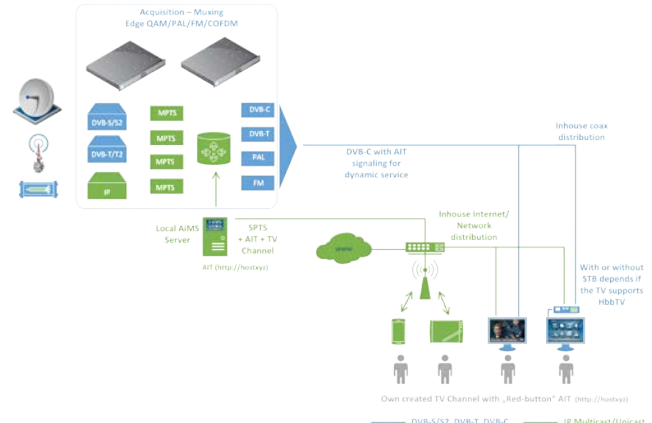 Acquisition – Muxing
Edge QAM/PAL/FM/COFDM
DVB-S/S2
DVB-T/T2
IP
MPTS
MPTS
MPTS
MPTS
DVB-C
DVB-T
PAL
FM
Inhouse coax
distribution
DVB-C with AIT
signaling for
dynamic service
Local AiMS
Server
AIT (http://hostxyz)
SPTS
+ AIT + TV
Channel
Inhouse Internet/
Network
distribution
With or without
STB depends if
the TV supports
HbbTV
Own created TV Channel with „Red-button" AIT (http://hostxyz)
DVB-S/S2, DVB-T, DVB-C
IP Multicast/Unicast